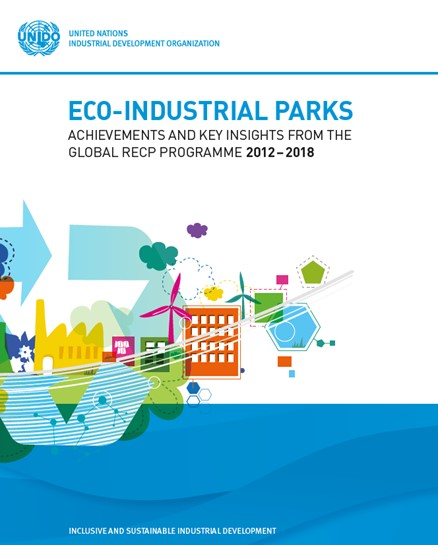 UNIDO
UNITED NATIONS
INDUSTRIAL DEVELOPMENT ORGANIZATION
ECO-INDUSTRIAL PARKS
ACHIEVEMENTS AND KEY INSIGHTS FROM THE
GLOBAL RECP PROGRAMME 2012–2018
INCLUSIVE AND SUSTAINABLE INDUSTRIAL DEVELOPMENT